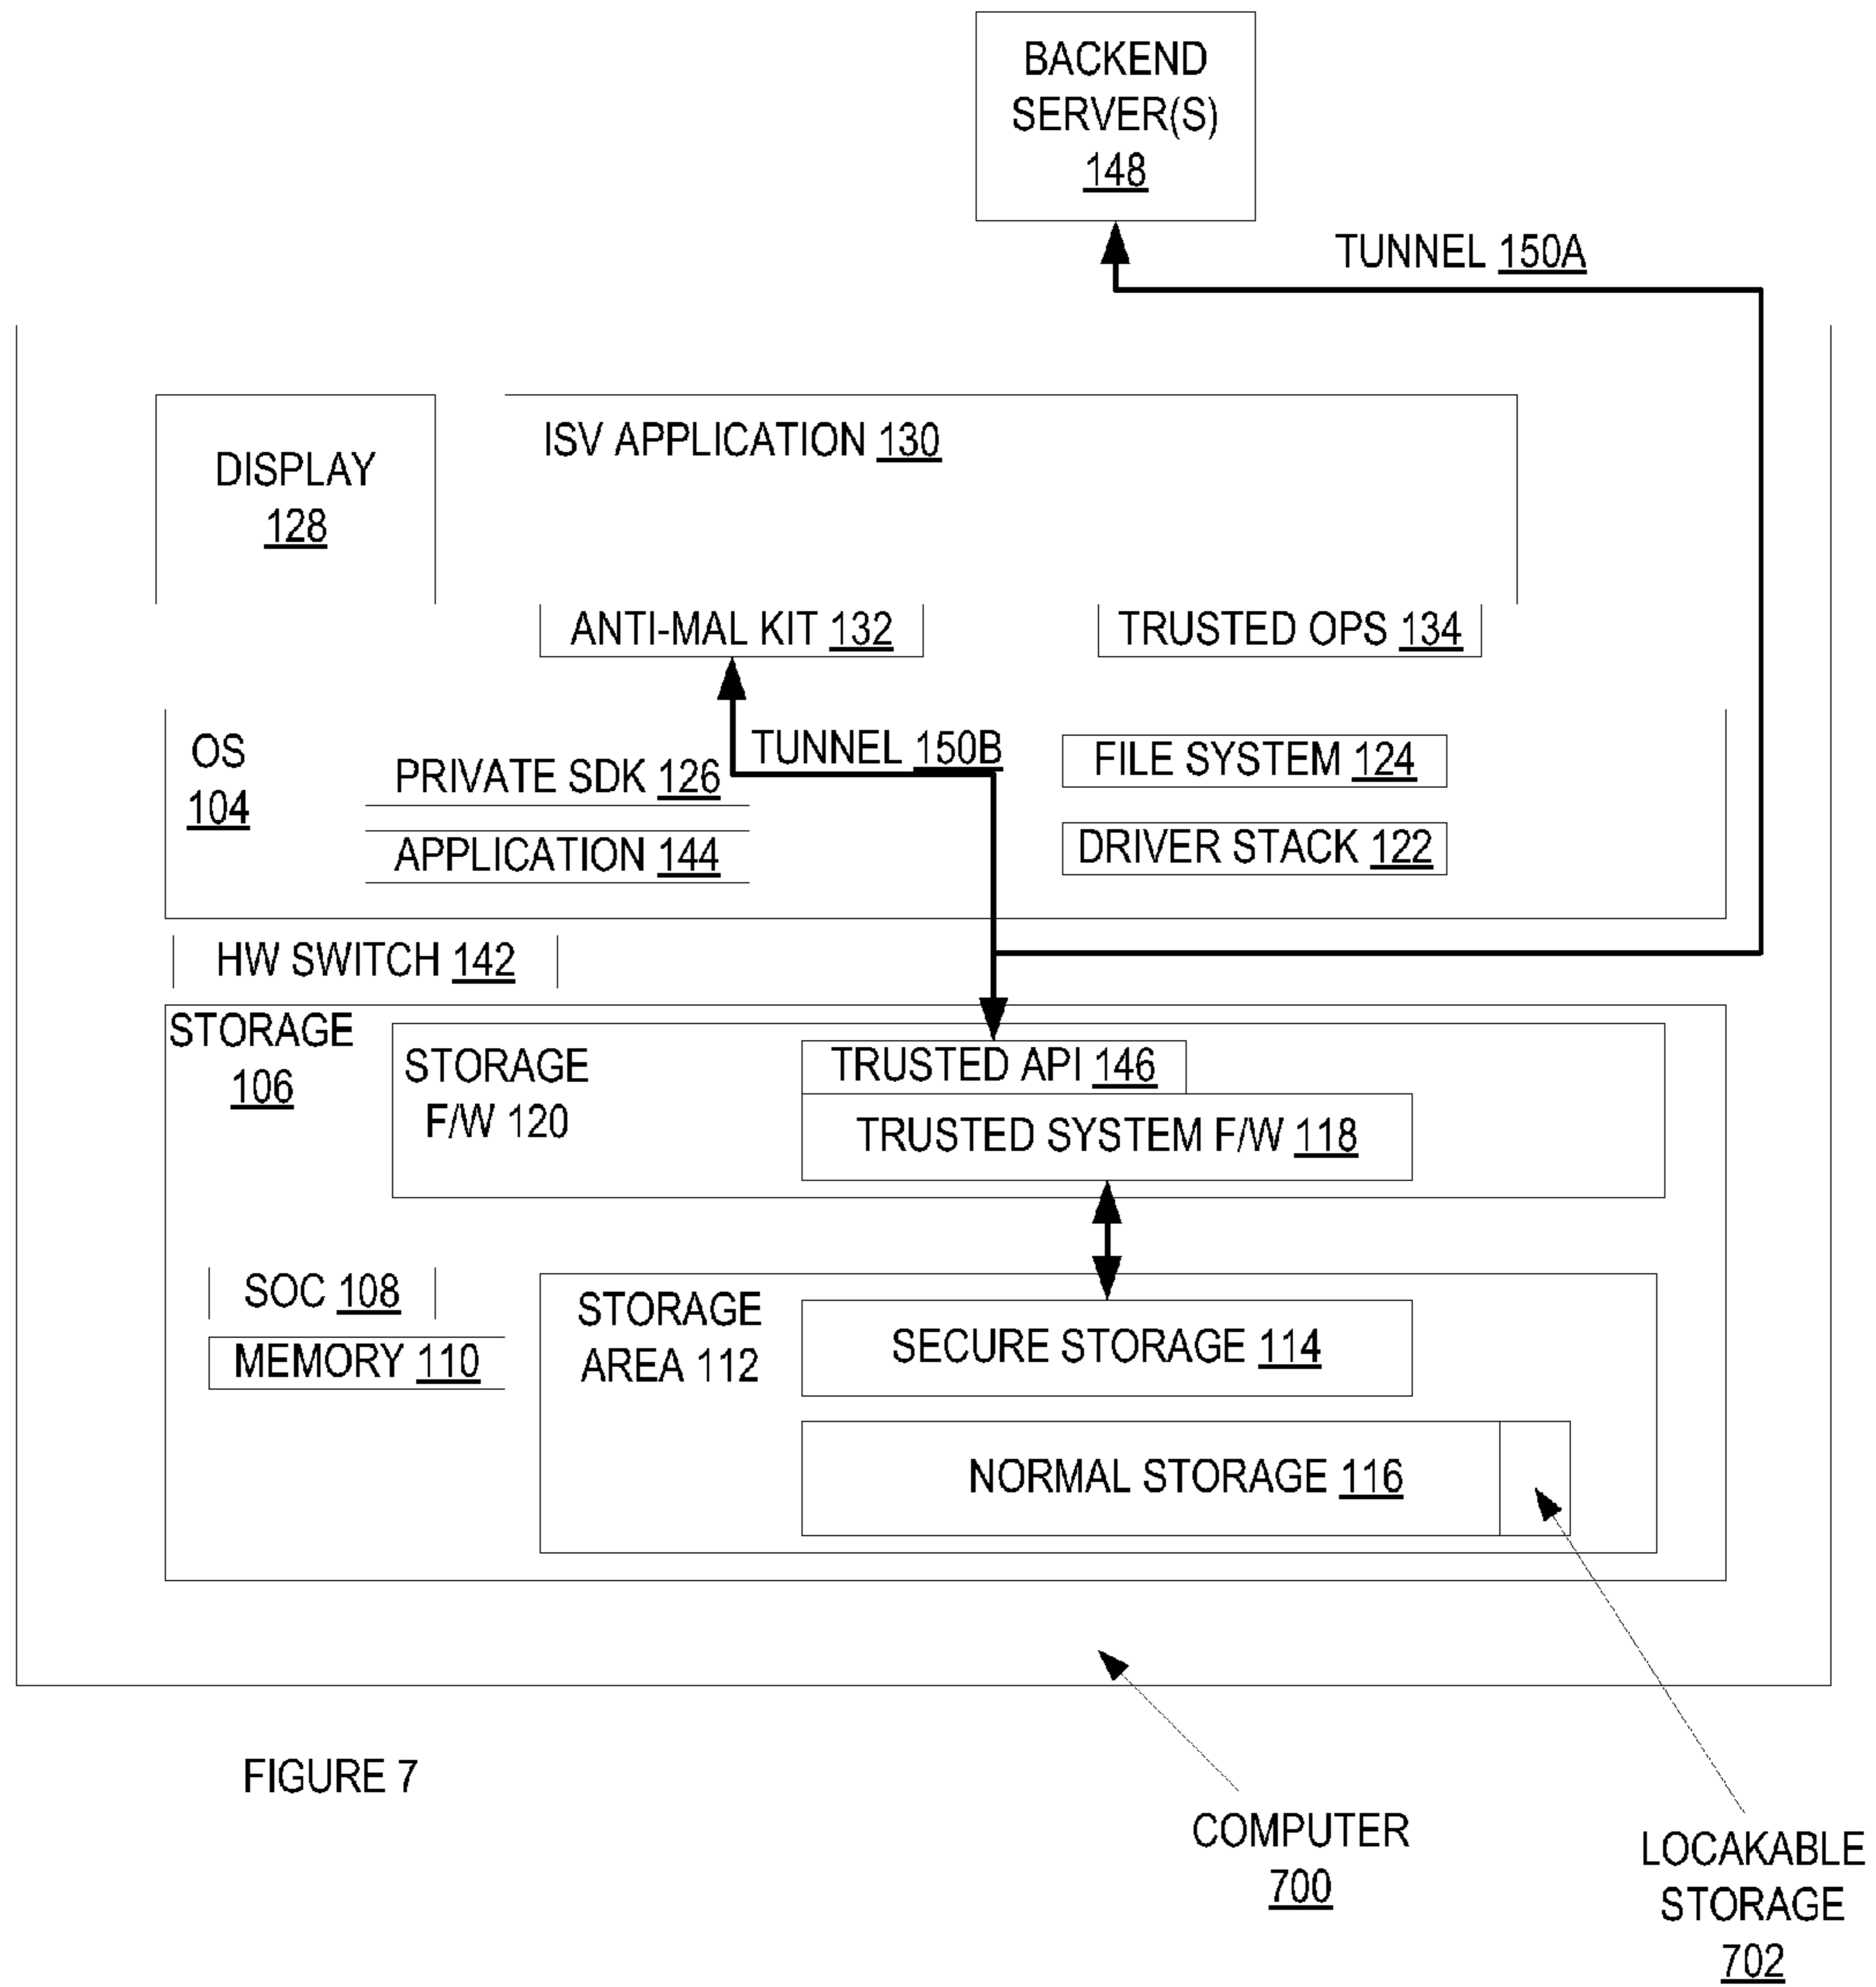 BACKEND
SERVER(S)
148
TUNNEL 150A
DISPLAY
128
ISV APPLICATION 130
ANTI-MAL KIT 132
TRUSTED OPS 134
OS
104
TUNNEL 150B
PRIVATE SDK 126
FILE SYSTEM 124
APPLICATION 144
DRIVER STACK 122
HW SWITCH 142
STORAGE
106
STORAGE
F/W 120
TRUSTED API 146
TRUSTED SYSTEM F/W 118
SOC 108
MEMORY 110
STORAGE
AREA 112
SECURE STORAGE 114
NORMAL STORAGE 116
FIGURE 7
COMPUTER
700
LOCAKABLE
STORAGE
702